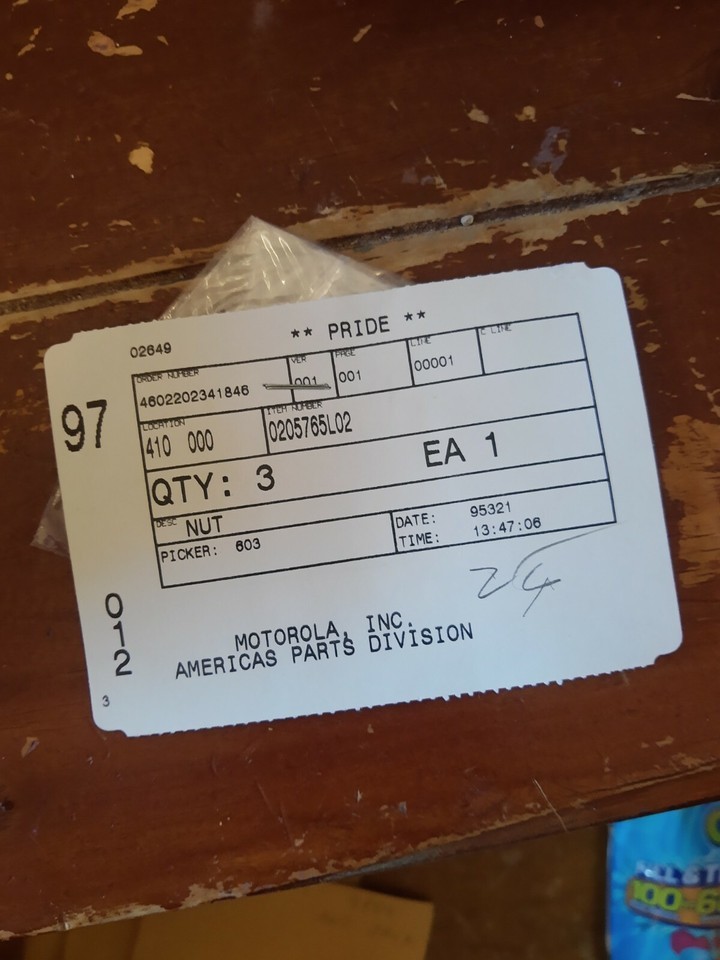 02649
** PRIDE **
97
ORDER NUMBER VER PAGE LINE C LINE
4602202341846 001 001 00001
LOCATION ITEM NUMBER
410 000 0205765L02
QTY: 3 EA 1
DESC NUT
PICKER: 603 DATE: 95321
TIME: 13:47:06
24
0
1
2
MOTOROLA, INC.
AMERICAS PARTS DIVISION
3
100